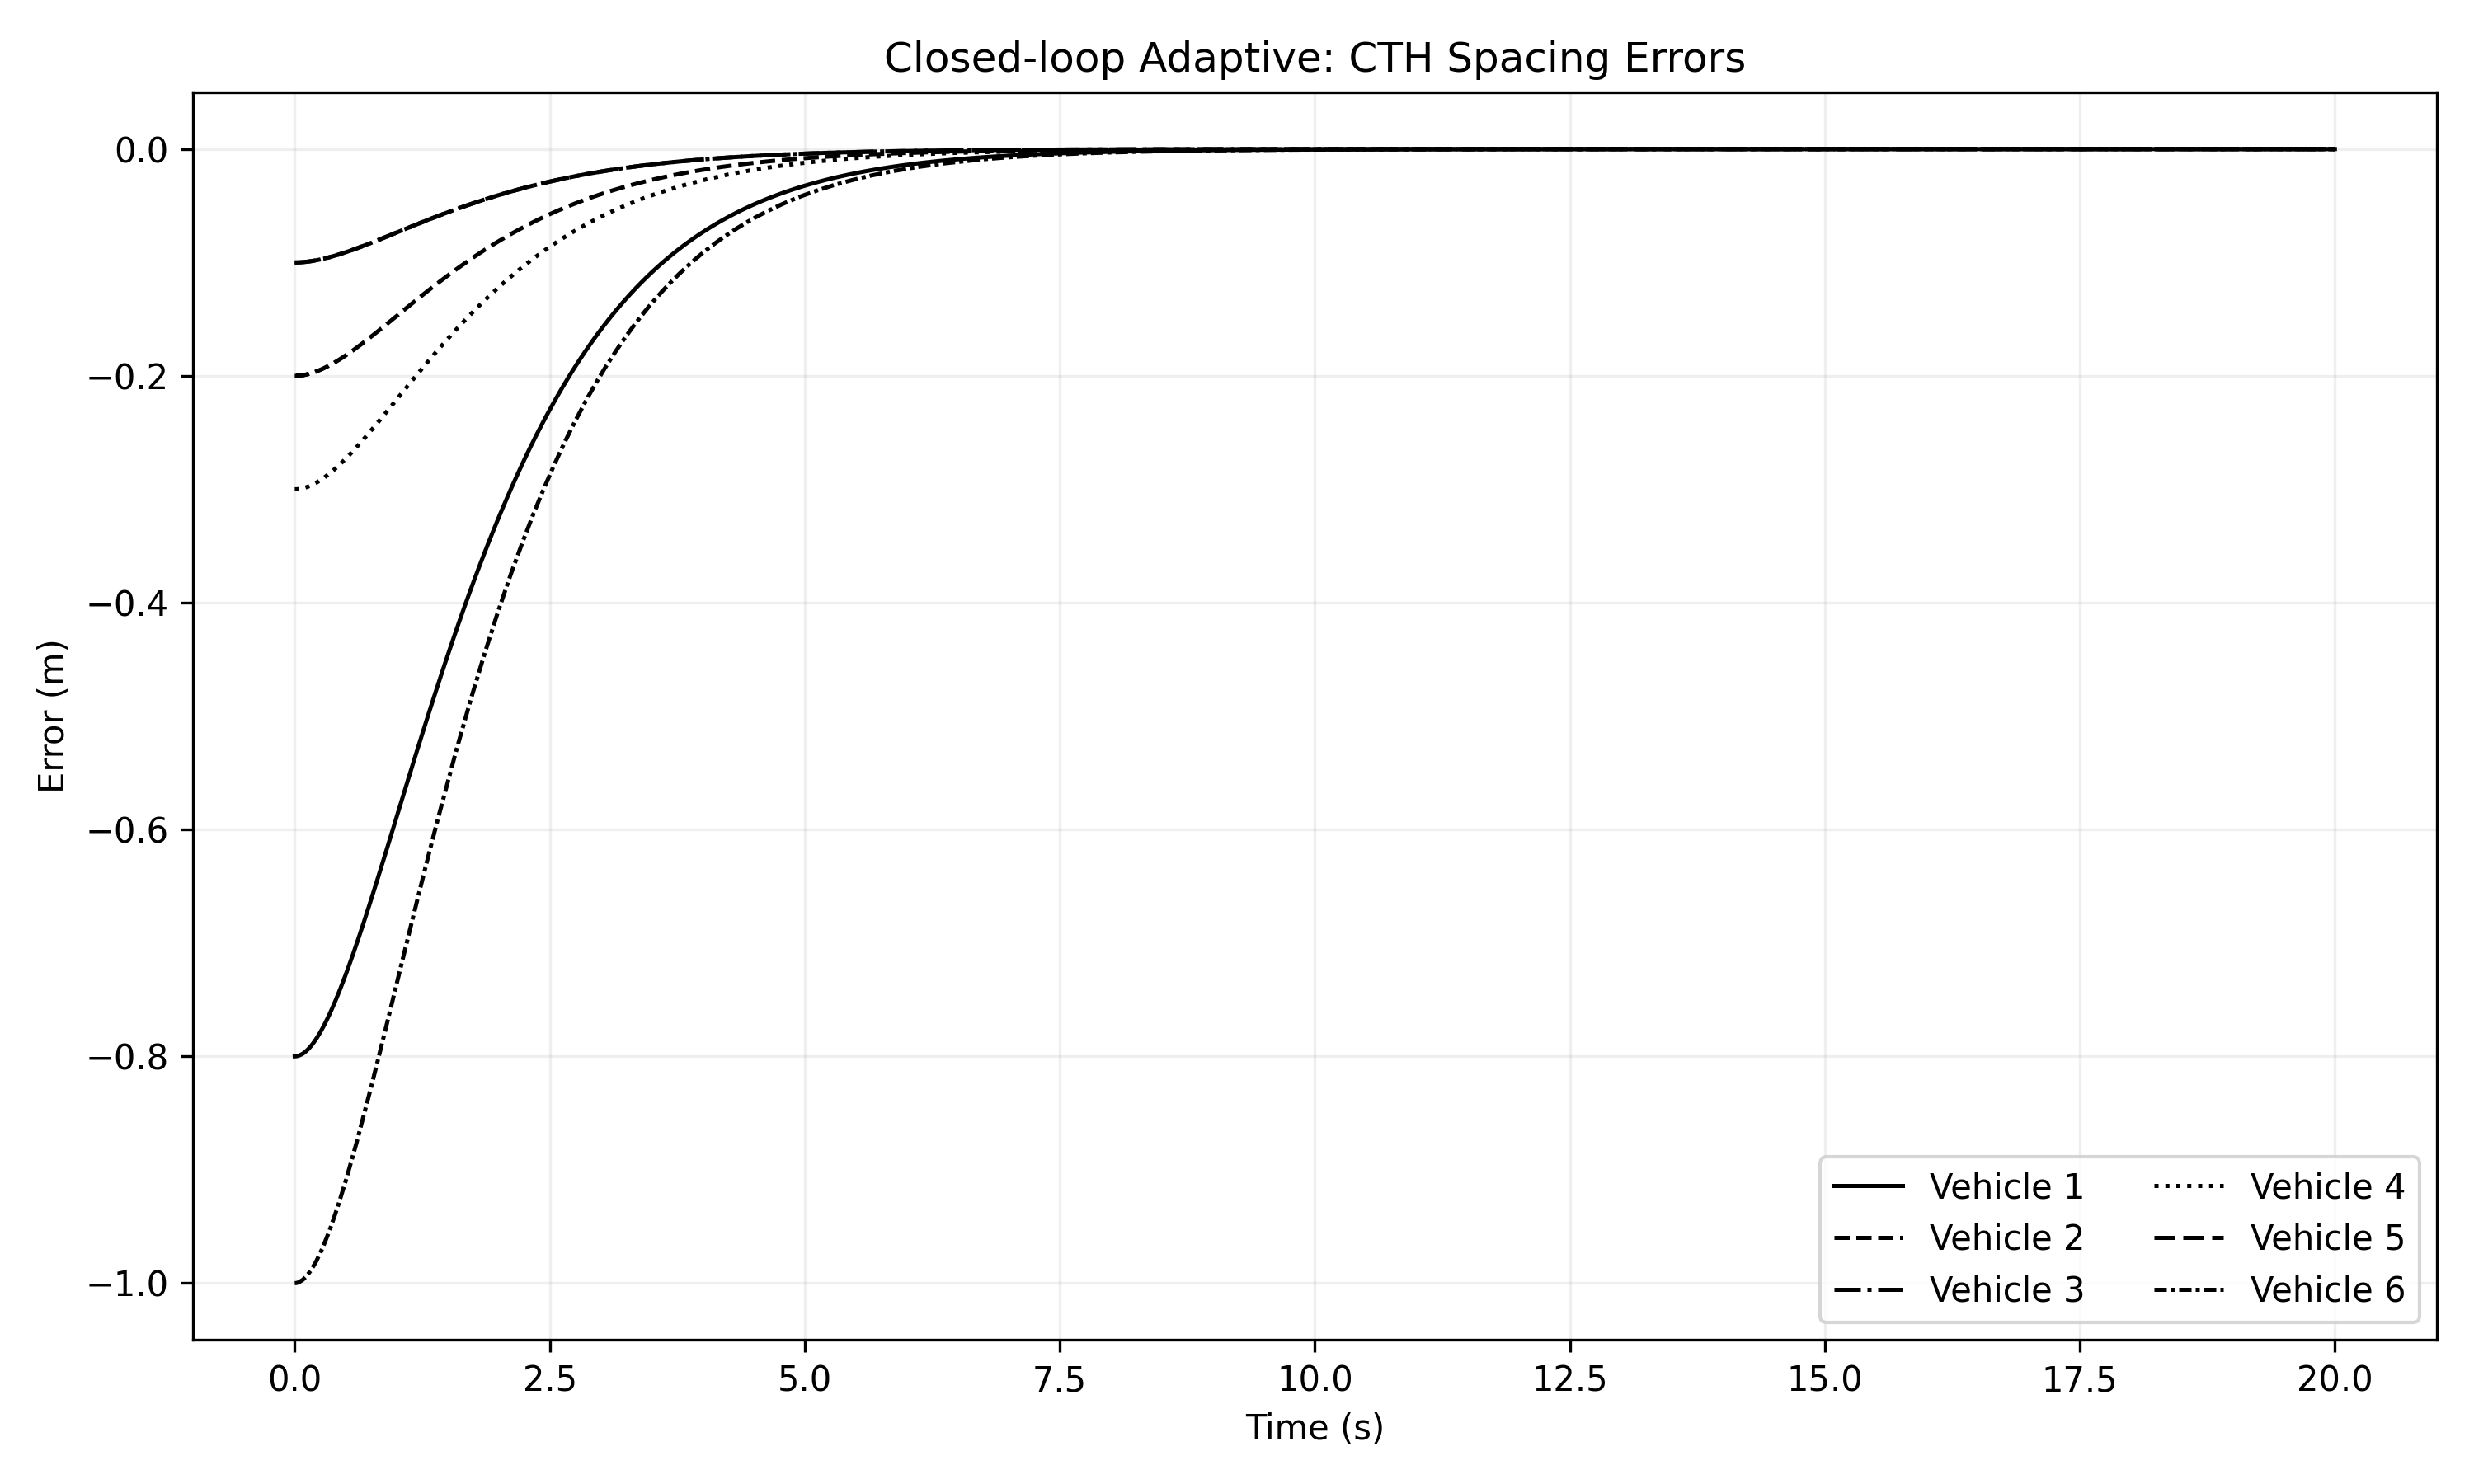 Closed-loop Adaptive: CTH Spacing Errors
0.0
−0.2
−0.4
−0.6
−0.8
−1.0
Error (m)
0.0 2.5 5.0 7.5 10.0 12.5 15.0 17.5 20.0
Time (s)
Vehicle 1
Vehicle 2
Vehicle 3
Vehicle 4
Vehicle 5
Vehicle 6